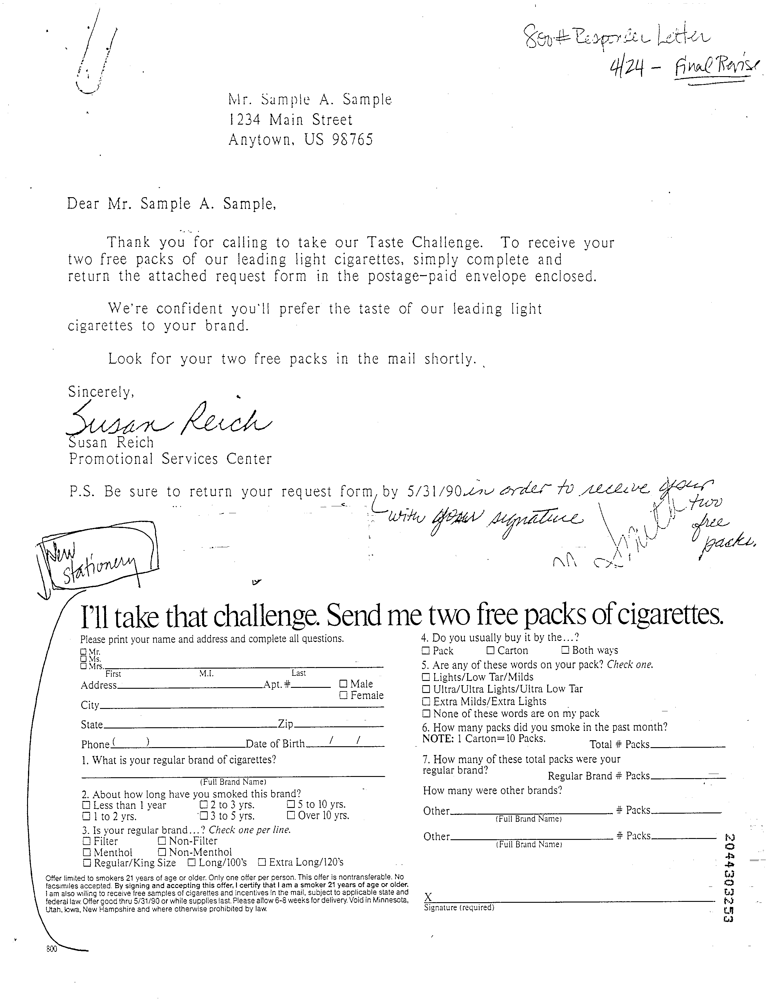 800# Responder Letter
4/24 - Final Revise
Mr. Sample A. Sample
1234 Main Street
Anytown, US 98765
Dear Mr. Sample A. Sample,
Thank you for calling to take our Taste Challenge. To receive your
two free packs of our leading light cigarettes, simply complete and
return the attached request form in the postage-paid envelope enclosed.
We're confident you'll prefer the taste of our leading light
cigarettes to your brand.
Look for your two free packs in the mail shortly.
Sincerely,
Susan Reich
Susan Reich
Promotional Services Center
P.S. Be sure to return your request form, by 5/31/90 in order to receive your
two
free
packs.
with your signature
New
Stationery
I'll take that challenge. Send me two free packs of cigarettes.
Please print your name and address and complete all questions.
☐ Mr.
☐ Ms.
☐ Mrs.
First M.I. Last
Address Apt. # ☐ Male
☐ Female
City
State Zip
Phone ( ) Date of Birth / /
1. What is your regular brand of cigarettes?
(Full Brand Name)
2. About how long have you smoked this brand?
☐ Less than 1 year ☐ 2 to 3 yrs. ☐ 5 to 10 yrs.
☐ 1 to 2 yrs. ☐ 3 to 5 yrs. ☐ Over 10 yrs.
3. Is your regular brand...? Check one per line.
☐ Filter ☐ Non-Filter
☐ Menthol ☐ Non-Menthol
☐ Regular/King Size ☐ Long/100's ☐ Extra Long/120's
Offer limited to smokers 21 years of age or older. Only one offer per person. This offer is nontransferable. No
facsimiles accepted. By signing and accepting this offer, I certify that I am a smoker 21 years of age or older.
I am also willing to receive free samples of cigarettes and incentives in the mail, subject to applicable state and
federal law. Offer good thru 5/31/90 or while supplies last. Please allow 6-8 weeks for delivery. Void in Minnesota,
Utah, Iowa, New Hampshire and where otherwise prohibited by law.
800
4. Do you usually buy it by the...?
☐ Pack ☐ Carton ☐ Both ways
5. Are any of these words on your pack? Check one.
☐ Lights/Low Tar/Milds
☐ Ultra/Ultra Lights/Ultra Low Tar
☐ Extra Milds/Extra Lights
☐ None of these words are on my pack
6. How many packs did you smoke in the past month?
NOTE: 1 Carton=10 Packs. Total # Packs
7. How many of these total packs were your
regular brand? Regular Brand # Packs
How many were other brands?
Other # Packs
(Full Brand Name)
Other # Packs
(Full Brand Name)
X
Signature (required)
2044303253